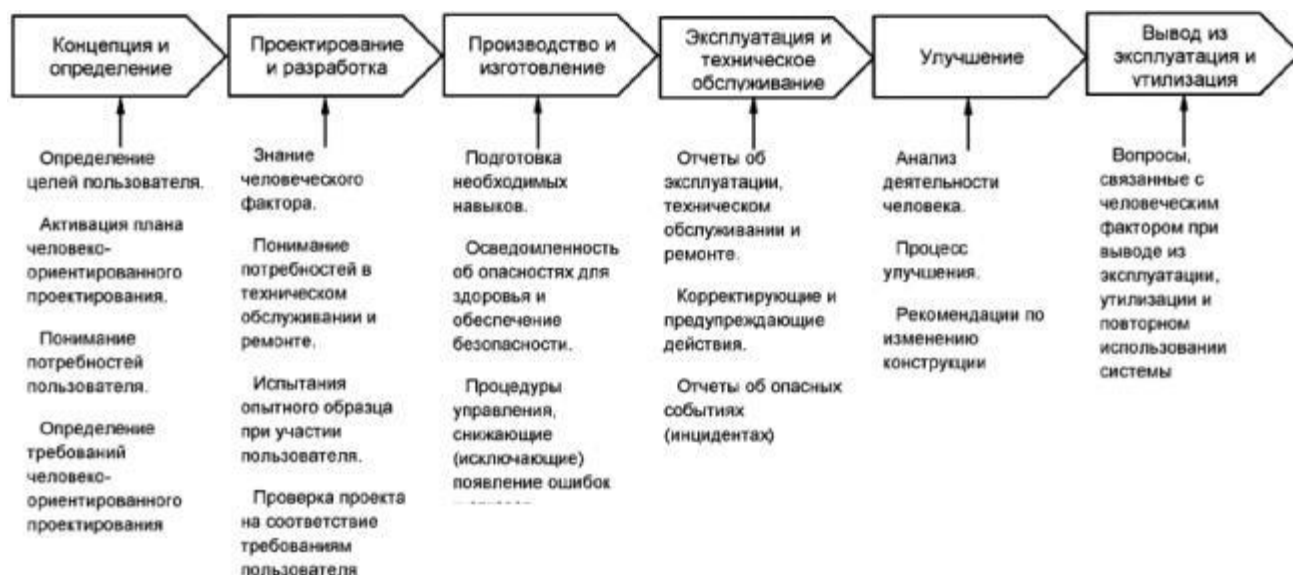 Концепция и
определение
Проектирование
и разработка
Производство и
изготовление
Эксплуатация и
техническое
обслуживание
Улучшение
Вывод из
эксплуатация и
утилизация
Определение
целей пользователя.
Активация плана
человеко-
ориентированного
проектирования.
Понимание
потребностей
пользователя.
Определение
требований
человеко-
ориентированного
проектирования
Знание
человеческого
фактора.
Понимание
потребностей в
техническом
обслуживании и
ремонте.
Испытания
опытного образца
при участии
пользователя.
Проверка проекта
на соответствие
требованиям
пользователя
Подготовка
необходимых
навыков.
Осведомленность
об опасностях для
здоровья и
обеспечение
безопасности.
Процедуры
управления,
снижающие
(исключающие)
появление ошибок
Отчеты об
эксплуатации,
техническом
обслуживании и
ремонте.
Корректирующие и
предупреждающие
действия.
Отчеты об опасных
событиях
(инцидентах)
Анализ
деятельности
человека.
Процесс
улучшения.
Рекомендации по
изменению
конструкции
Вопросы,
связанные с
человеческим
фактором при
выводе из
эксплуатации,
утилизации и
повторном
использовании
системы